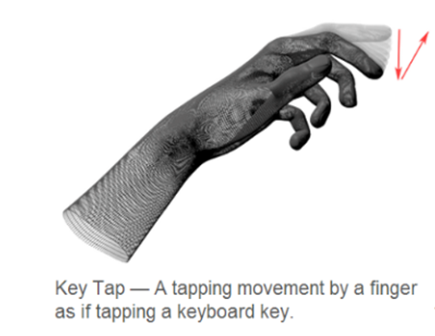 Key Tap — A tapping movement by a finger
as if tapping a keyboard key.